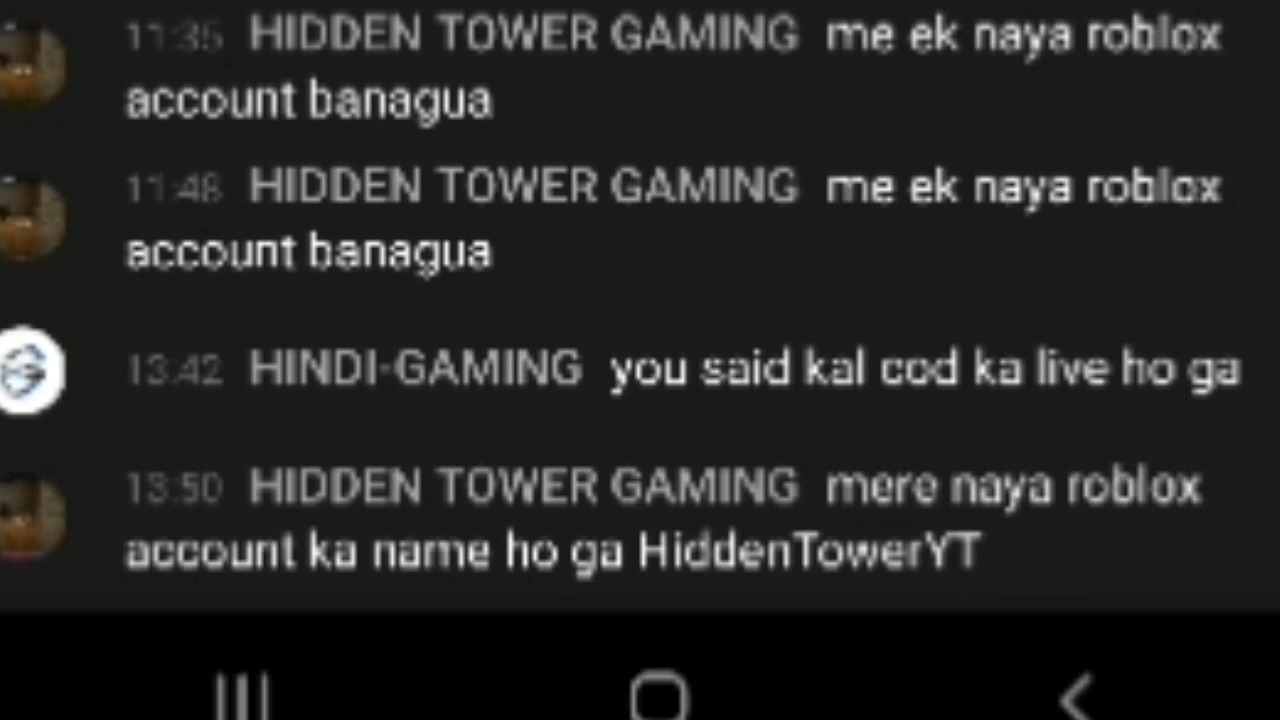 11:35 HIDDEN TOWER GAMING me ek naya roblox
account banagua
11:48 HIDDEN TOWER GAMING me ek naya roblox
account banagua
13:42 HINDI-GAMING you said kal cod ka live ho ga
13:50 HIDDEN TOWER GAMING mere naya roblox
account ka name ho ga HiddenTowerYT